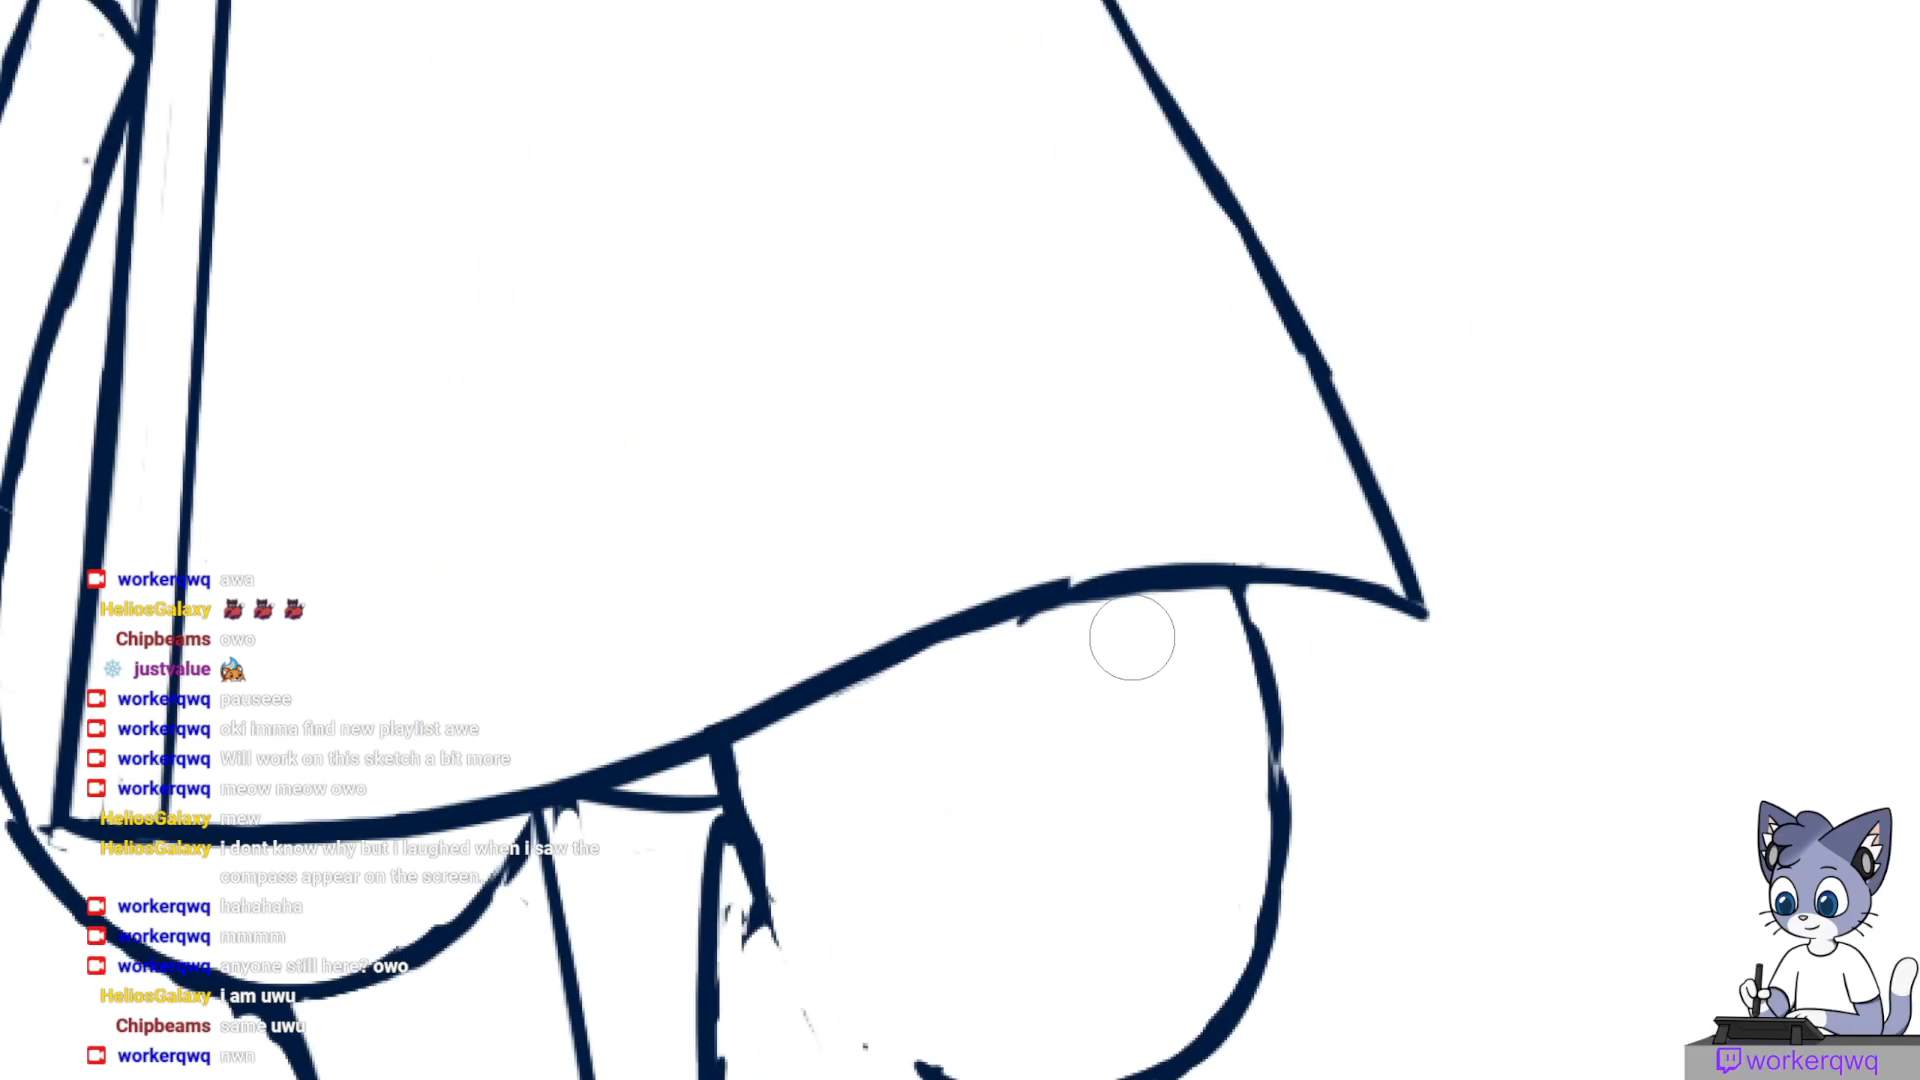 workerqwq awa
HeliosGalaxy
Chipbeams owo
justvalue
workerqwq pauseee
workerqwq oki imma find new playlist awe
workerqwq Will work on this sketch a bit more
workerqwq meow meow owo
HeliosGalaxy mew
HeliosGalaxy i dont know why but i laughed when i saw the
compass appear on the screen.
workerqwq hahahaha
workerqwq mmmm
workerqwq anyone still here? owo
HeliosGalaxy i am uwu
Chipbeams same uwu
workerqwq nwn
workerqwq